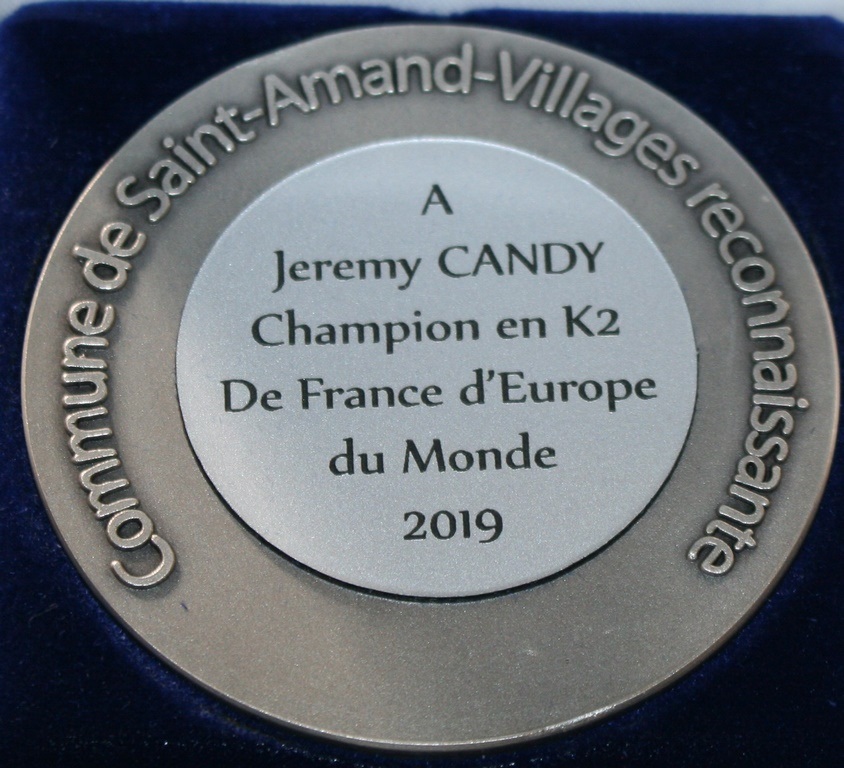 Commune de Saint-Amand-Villages reconnaissante
A
Jeremy CANDY
Champion en K2
De France d'Europe
du Monde
2019